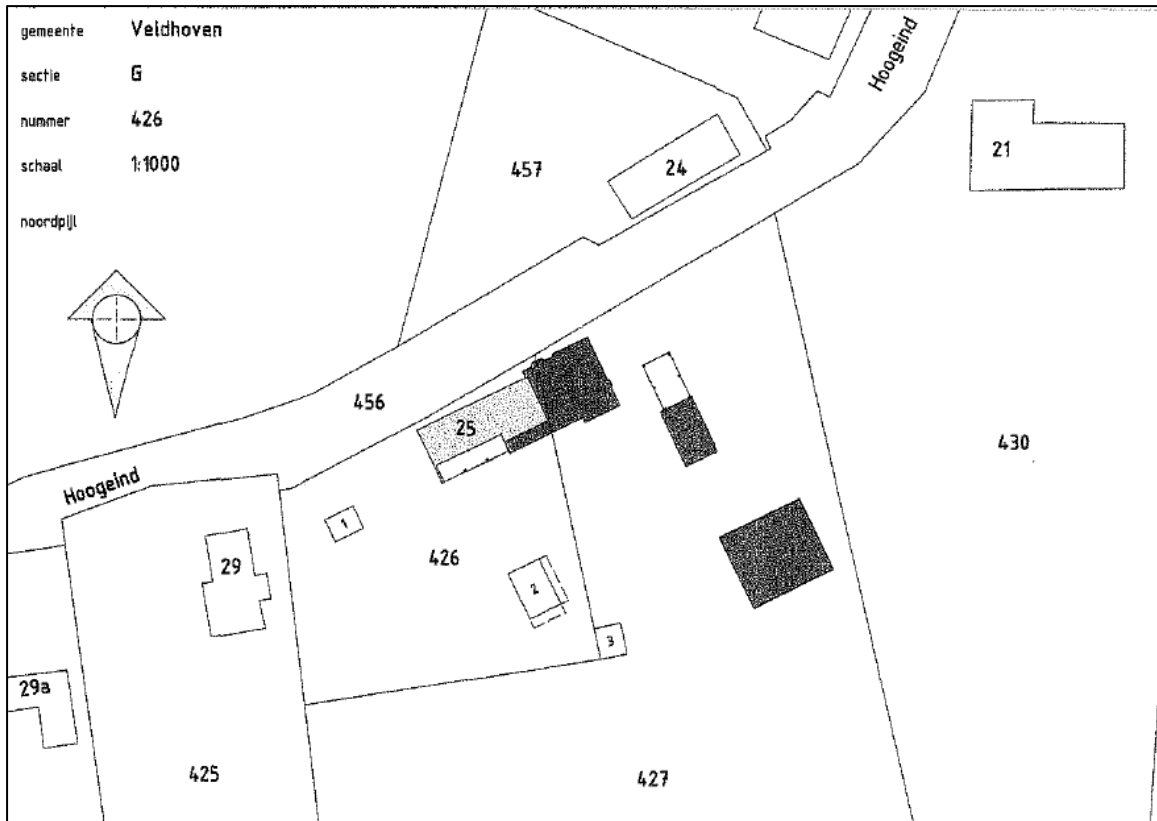 gemeente Veldhoven
sectie G
nummer 426
schaal 1:1000
noordpijl
Hoogeind
21
457
24
456
25
430
Hoogeind
1
29
426
2
3
29a
425
427